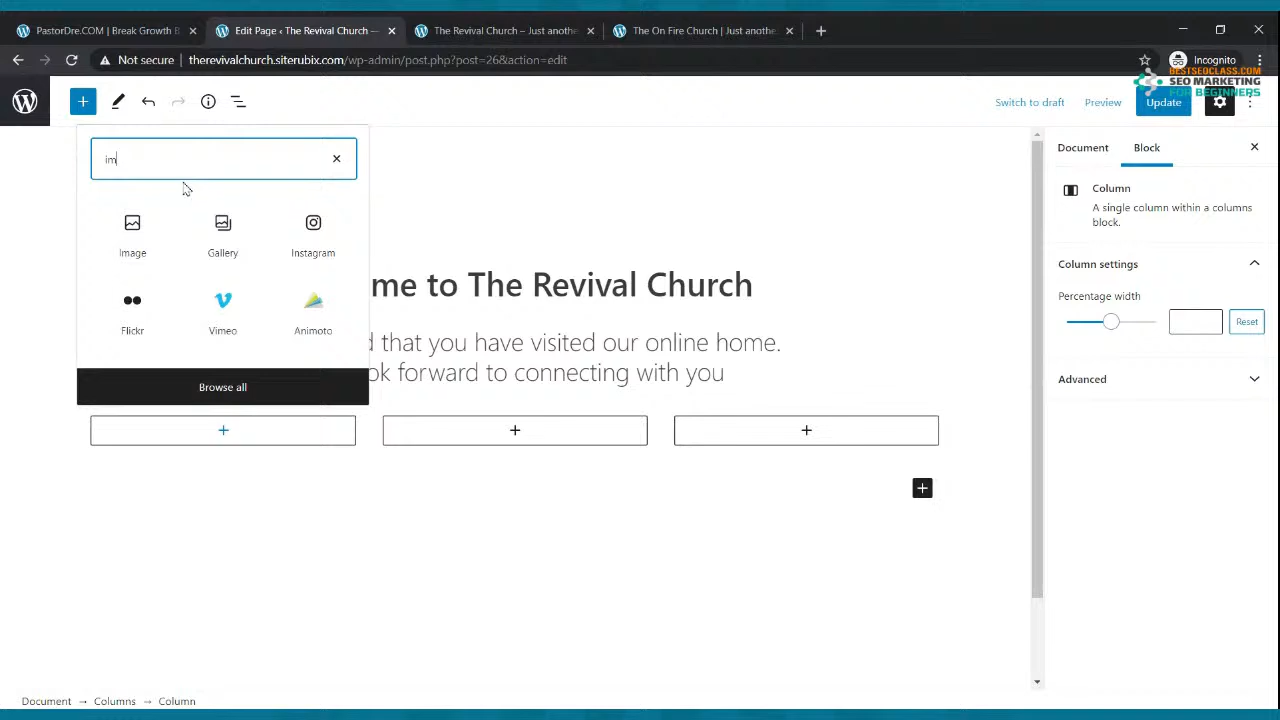 PastorDre.COM | Break Growth B
Edit Page ‹ The Revival Church —
The Revival Church – Just anothe
The On Fire Church | Just anothe
Not secure | therevivalchurch.siterubix.com/wp-admin/post.php?post=26&action=edit
Incognito
BESTSEOCLASS.COM
SEO MARKETING
FOR BEGINNERS
Switch to draft
Preview
Update
im
Image
Gallery
Instagram
Flickr
Vimeo
Animoto
Browse all
me to The Revival Church
d that you have visited our online home.
ok forward to connecting with you
Document
Block
Column
A single column within a columns
block.
Column settings
Percentage width
Reset
Advanced
Document → Columns → Column